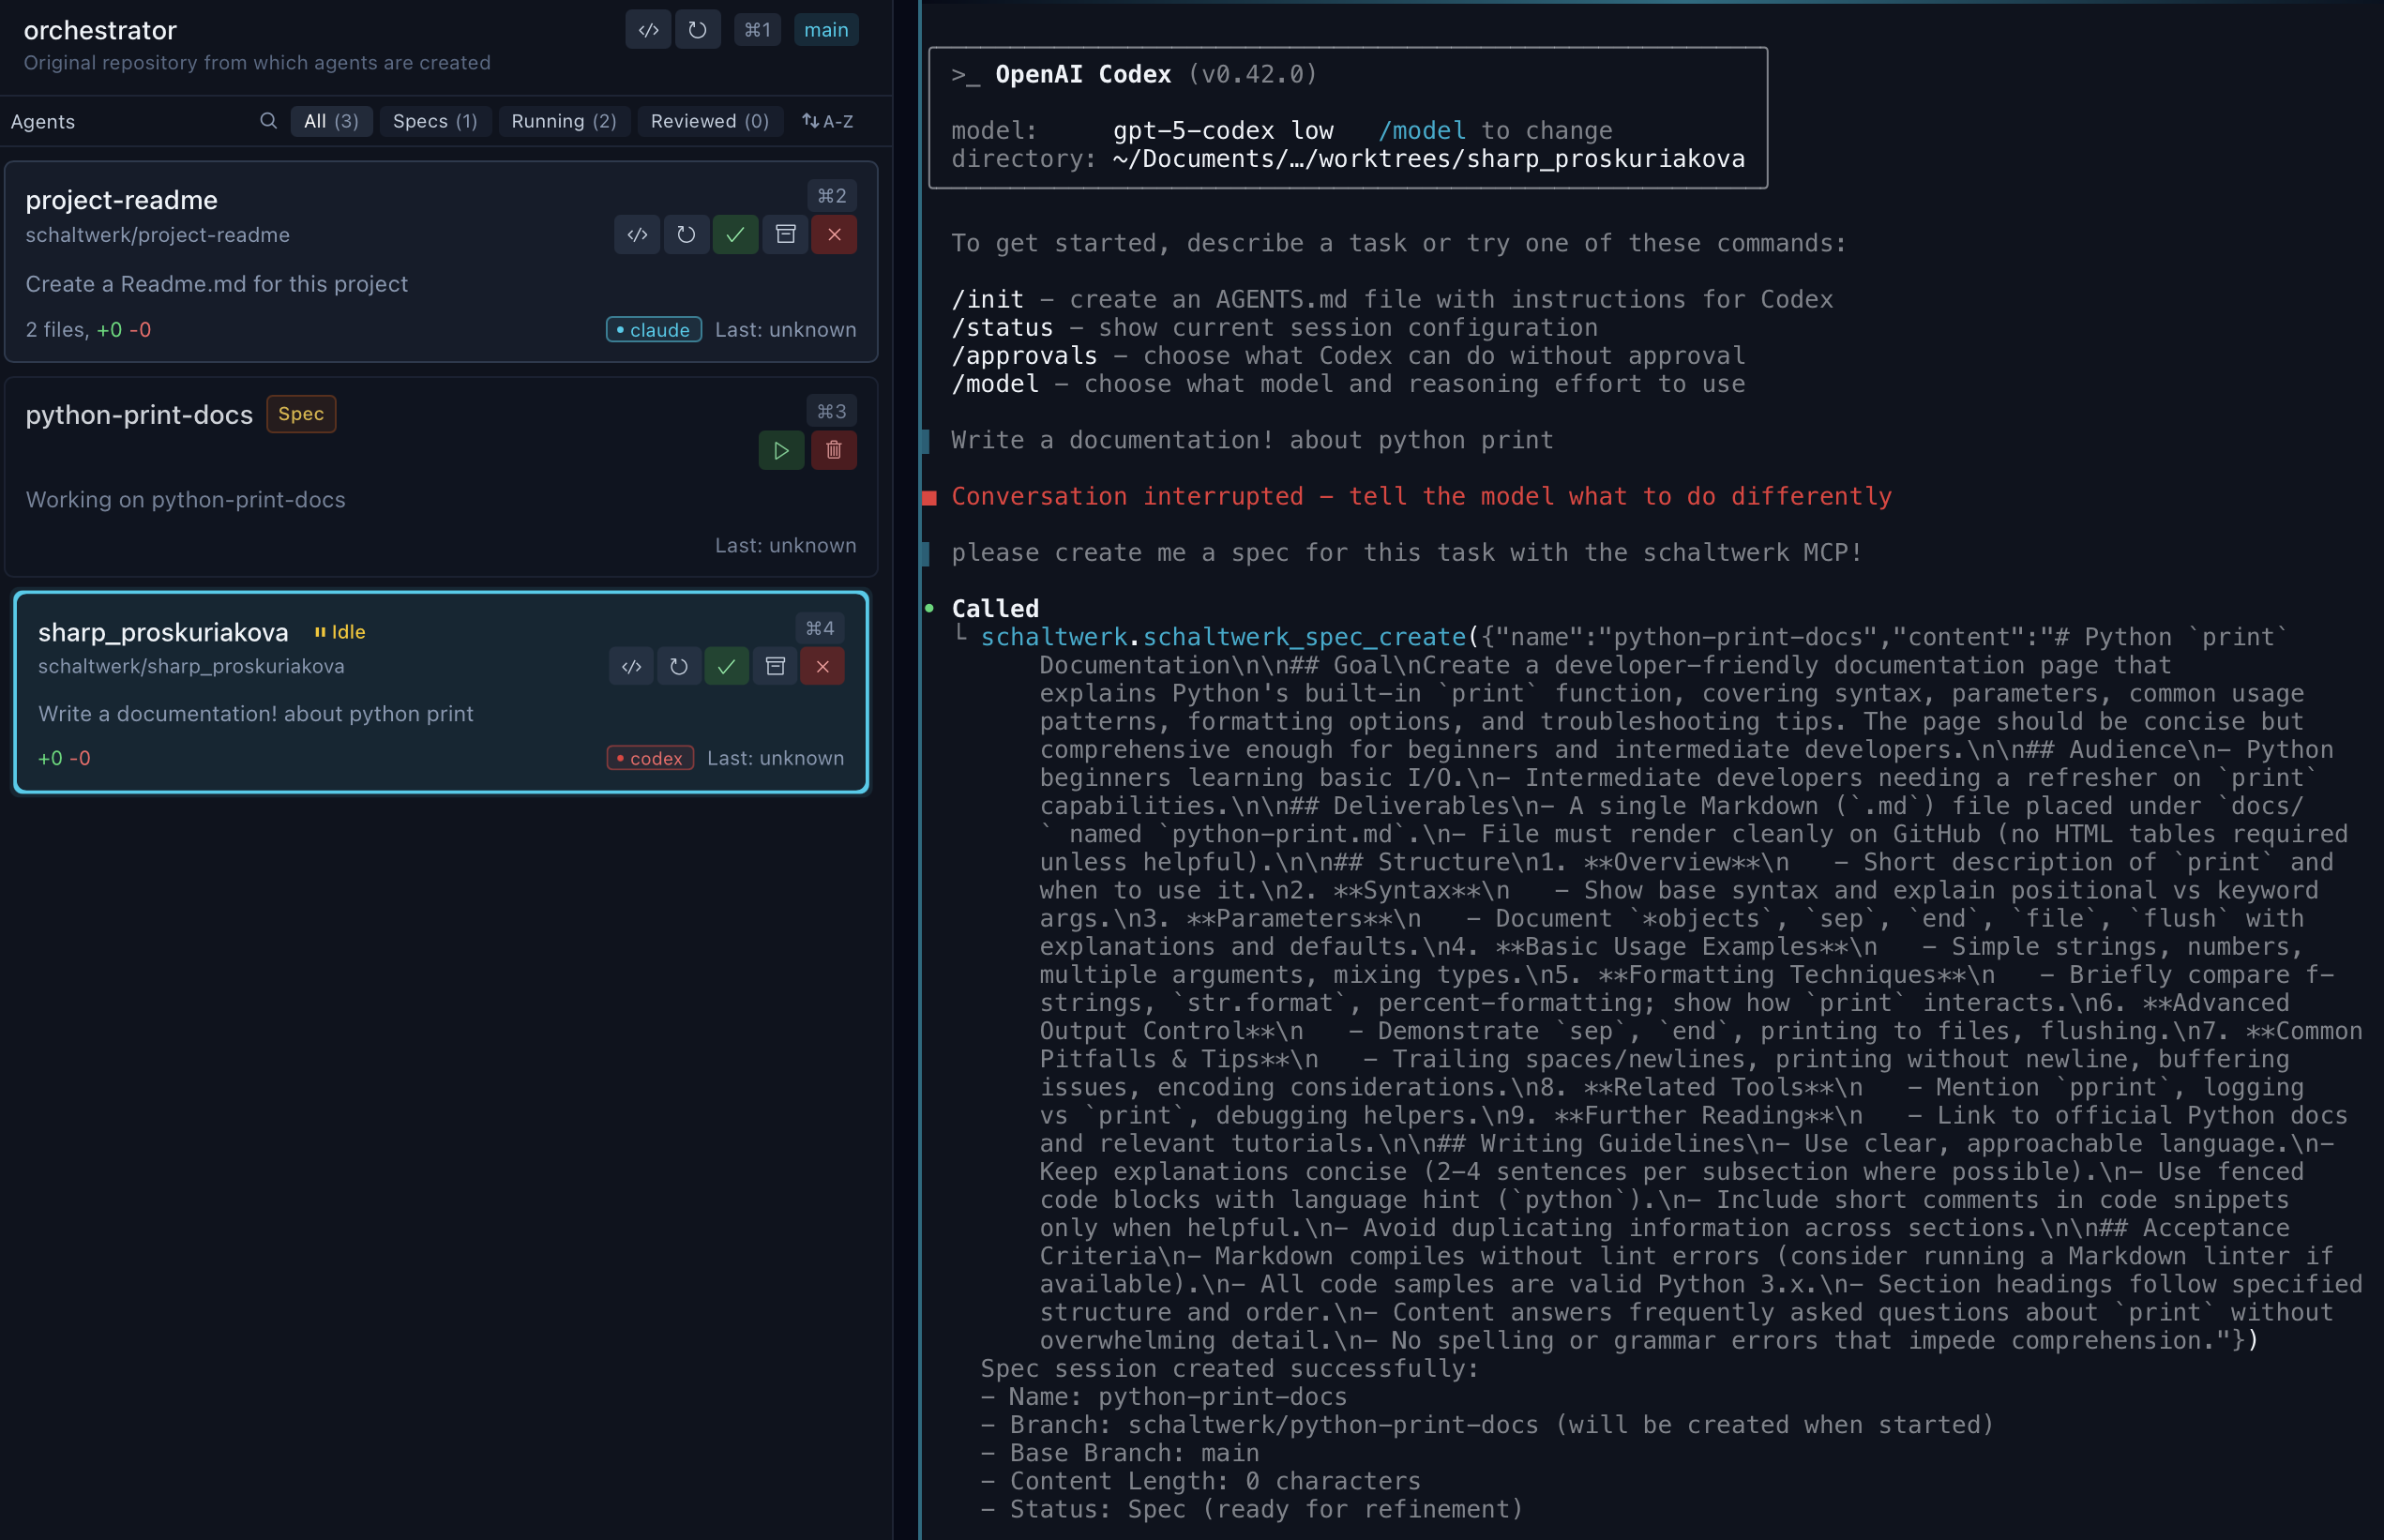 orchestrator
⌘1
main
Original repository from which agents are created
Agents
All (3)
Specs (1)
Running (2)
Reviewed (0)
A-Z
project-readme
⌘2
schaltwerk/project-readme
Create a Readme.md for this project
2 files, +0 -0
claude
Last: unknown
python-print-docs
Spec
⌘3
Working on python-print-docs
Last: unknown
sharp_proskuriakova
Idle
⌘4
schaltwerk/sharp_proskuriakova
Write a documentation! about python print
+0 -0
codex
Last: unknown
>_ OpenAI Codex (v0.42.0)
model: gpt-5-codex low /model to change
directory: ~/Documents/…/worktrees/sharp_proskuriakova
To get started, describe a task or try one of these commands:
/init - create an AGENTS.md file with instructions for Codex
/status - show current session configuration
/approvals - choose what Codex can do without approval
/model - choose what model and reasoning effort to use
Write a documentation! about python print
Conversation interrupted - tell the model what to do differently
please create me a spec for this task with the schaltwerk MCP!
• Called
└ schaltwerk.schaltwerk_spec_create({"name":"python-print-docs","content":"# Python `print`
Documentation\n\n## Goal\nCreate a developer-friendly documentation page that
explains Python's built-in `print` function, covering syntax, parameters, common usage
patterns, formatting options, and troubleshooting tips. The page should be concise but
comprehensive enough for beginners and intermediate developers.\n\n## Audience\n- Python
beginners learning basic I/O.\n- Intermediate developers needing a refresher on `print`
capabilities.\n\n## Deliverables\n- A single Markdown (`.md`) file placed under `docs/
` named `python-print.md`.\n- File must render cleanly on GitHub (no HTML tables required
unless helpful).\n\n## Structure\n1. **Overview**\n   - Short description of `print` and
when to use it.\n2. **Syntax**\n   - Show base syntax and explain positional vs keyword
args.\n3. **Parameters**\n   - Document `*objects`, `sep`, `end`, `file`, `flush` with
explanations and defaults.\n4. **Basic Usage Examples**\n   - Simple strings, numbers,
multiple arguments, mixing types.\n5. **Formatting Techniques**\n   - Briefly compare f-
strings, `str.format`, percent-formatting; show how `print` interacts.\n6. **Advanced
Output Control**\n   - Demonstrate `sep`, `end`, printing to files, flushing.\n7. **Common
Pitfalls & Tips**\n   - Trailing spaces/newlines, printing without newline, buffering
issues, encoding considerations.\n8. **Related Tools**\n   - Mention `pprint`, logging
vs `print`, debugging helpers.\n9. **Further Reading**\n   - Link to official Python docs
and relevant tutorials.\n\n## Writing Guidelines\n- Use clear, approachable language.\n-
Keep explanations concise (2-4 sentences per subsection where possible).\n- Use fenced
code blocks with language hint (`python`).\n- Include short comments in code snippets
only when helpful.\n- Avoid duplicating information across sections.\n\n## Acceptance
Criteria\n- Markdown compiles without lint errors (consider running a Markdown linter if
available).\n- All code samples are valid Python 3.x.\n- Section headings follow specified
structure and order.\n- Content answers frequently asked questions about `print` without
overwhelming detail.\n- No spelling or grammar errors that impede comprehension."})
Spec session created successfully:
- Name: python-print-docs
- Branch: schaltwerk/python-print-docs (will be created when started)
- Base Branch: main
- Content Length: 0 characters
- Status: Spec (ready for refinement)